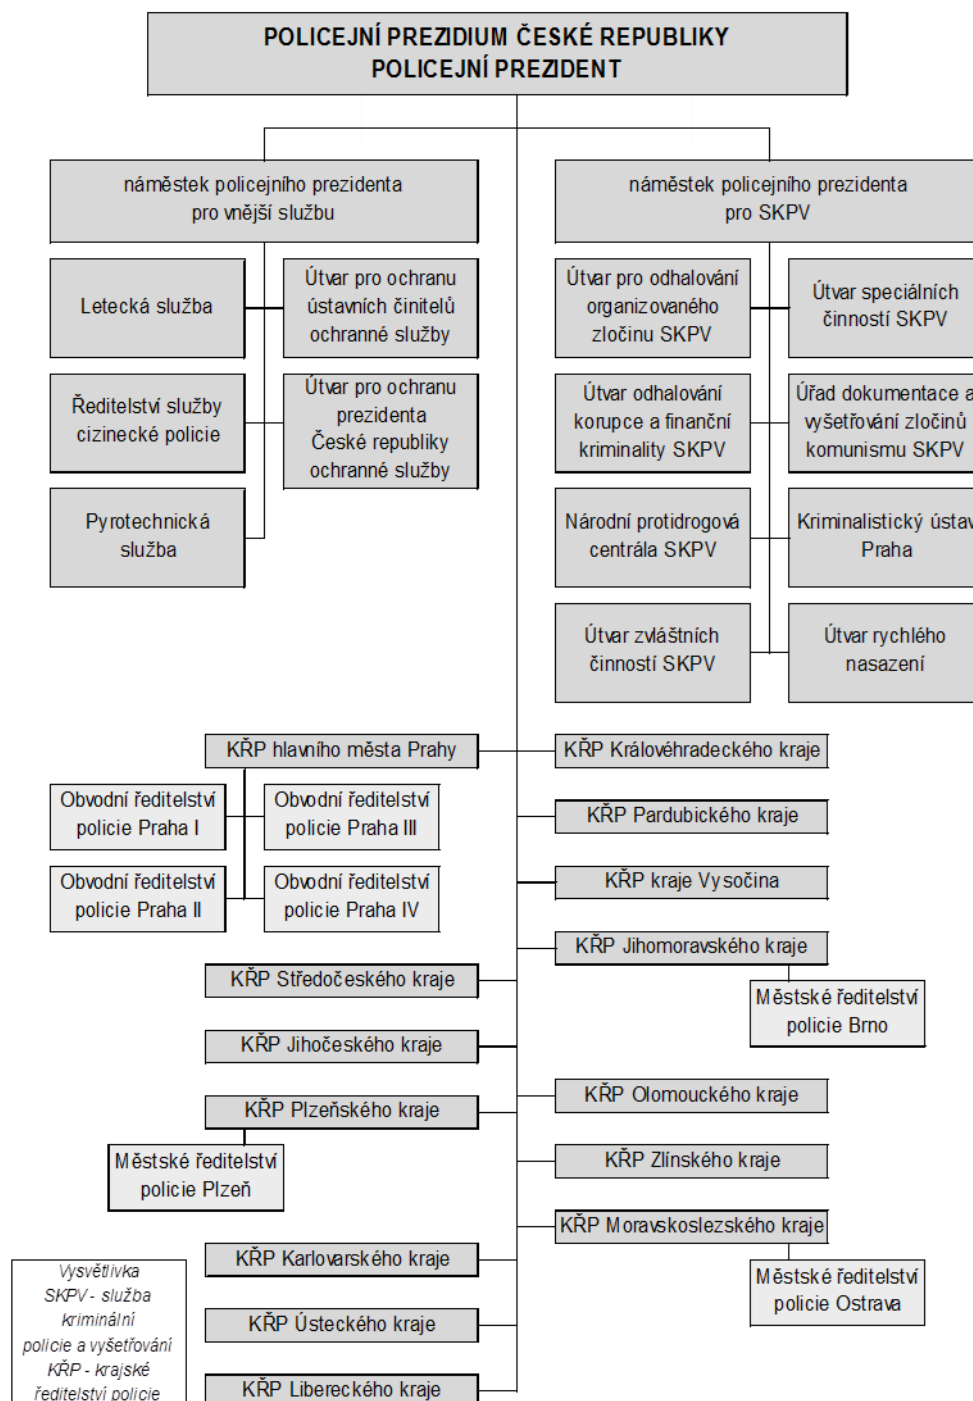 POLICEJNÍ PREZIDIUM ČESKÉ REPUBLIKY
POLICEJNÍ PREZIDENT
náměstek policejního prezidenta
pro vnější službu
náměstek policejního prezidenta
pro SKPV
Letecká služba
Útvar pro ochranu
ústavních činitelů
ochranné služby
Ředitelství služby
cizinecké policie
Útvar pro ochranu
prezidenta
České republiky
ochranné služby
Pyrotechnická
služba
Útvar pro odhalování
organizovaného
zločinu SKPV
Útvar speciálních
činností SKPV
Útvar odhalování
korupce a finanční
kriminality SKPV
Úřad dokumentace a
vyšetřování zločinů
komunismu SKPV
Národní protidrogová
centrála SKPV
Kriminalistický ústav
Praha
Útvar zvláštních
činností SKPV
Útvar rychlého
nasazení
KŘP hlavního města Prahy
Obvodní ředitelství
policie Praha I
Obvodní ředitelství
policie Praha III
Obvodní ředitelství
policie Praha II
Obvodní ředitelství
policie Praha IV
KŘP Středočeského kraje
KŘP Jihočeského kraje
KŘP Plzeňského kraje
Městské ředitelství
policie Plzeň
KŘP Karlovarského kraje
KŘP Ústeckého kraje
KŘP Libereckého kraje
KŘP Královéhradeckého kraje
KŘP Pardubického kraje
KŘP kraje Vysočina
KŘP Jihomoravského kraje
Městské ředitelství
policie Brno
KŘP Olomouckého kraje
KŘP Zlínského kraje
KŘP Moravskoslezského kraje
Městské ředitelství
policie Ostrava
Vysvětlivka
SKPV - služba
kriminální
policie a vyšetřování
KŘP - krajské
ředitelství policie